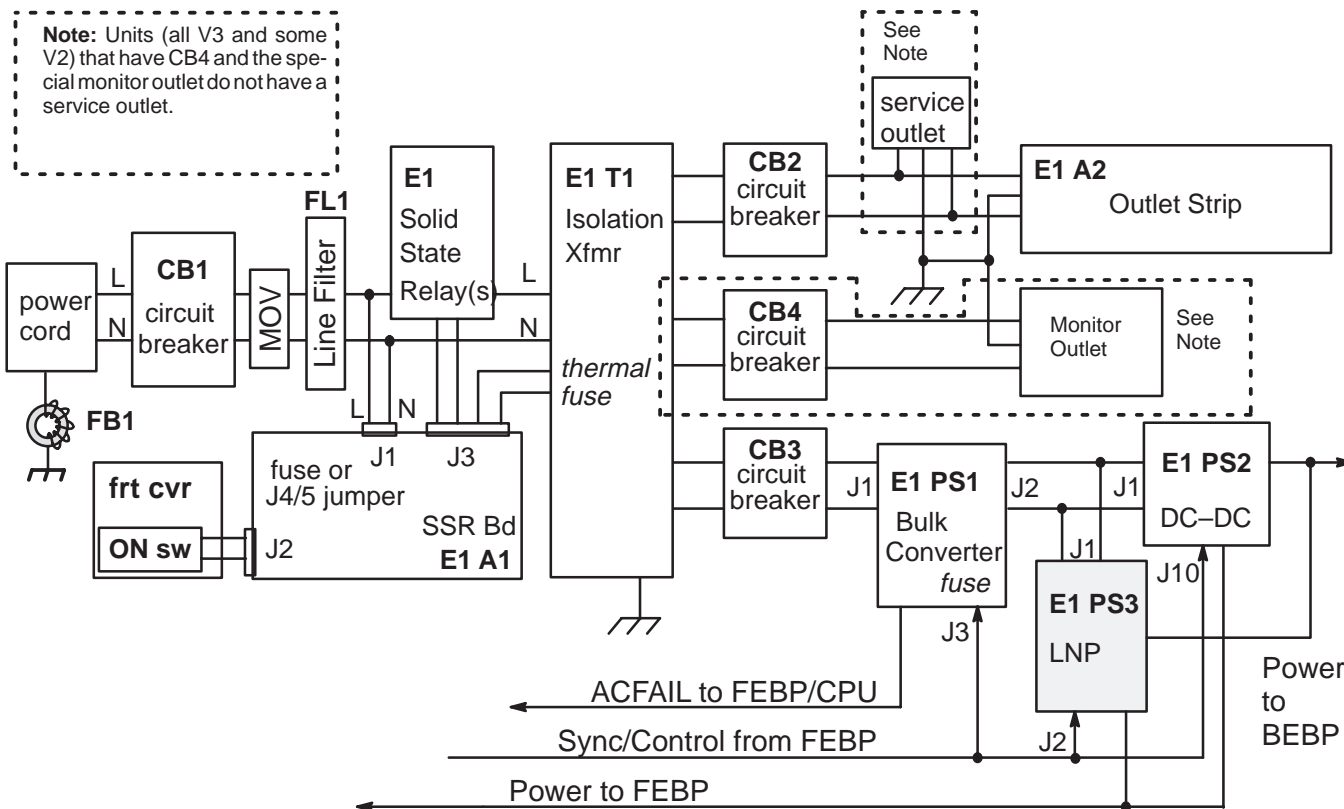 Note: Units (all V3 and some
V2) that have CB4 and the spe-
cial monitor outlet do not have a
service outlet.
See
Note
service
outlet
E1
Solid
State
Relay(s)
E1 T1
Isolation
Xfmr
thermal
fuse
CB2
circuit
breaker
E1 A2
Outlet Strip
FL1
Line Filter
MOV
CB1
circuit
breaker
power
cord
L
N
L
N
FB1
CB4
circuit
breaker
Monitor
Outlet
See
Note
L
N
J1
J3
fuse or
J4/5 jumper
SSR Bd
E1 A1
J2
frt cvr
ON sw
CB3
circuit
breaker
J1
E1 PS1
Bulk
Converter
fuse
J2
J3
J1
E1 PS2
DC–DC
J10
J1
E1 PS3
LNP
J2
Power
to
BEBP
ACFAIL to FEBP/CPU
Sync/Control from FEBP
Power to FEBP